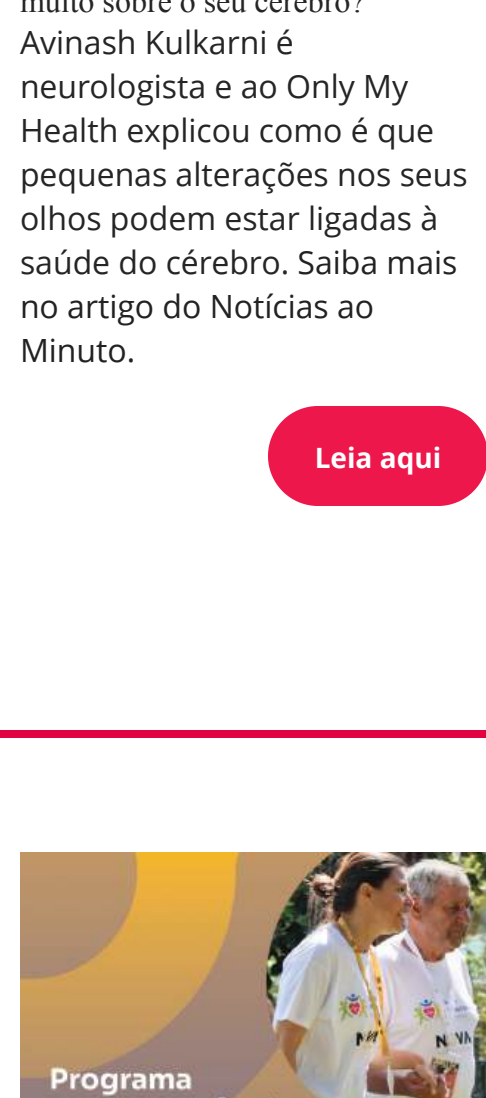 muito sobre o seu cérebro?
Avinash Kulkarni é
neurologista e ao Only My
Health explicou como é que
pequenas alterações nos seus
olhos podem estar ligadas à
saúde do cérebro. Saiba mais
no artigo do Notícias ao
Minuto.
Leia aqui
Programa